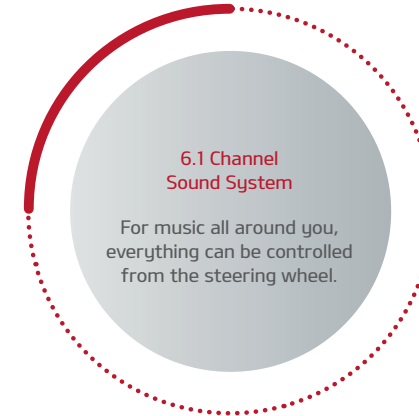 6.1 Channel
Sound System
For music all around you,
everything can be controlled
from the steering wheel.